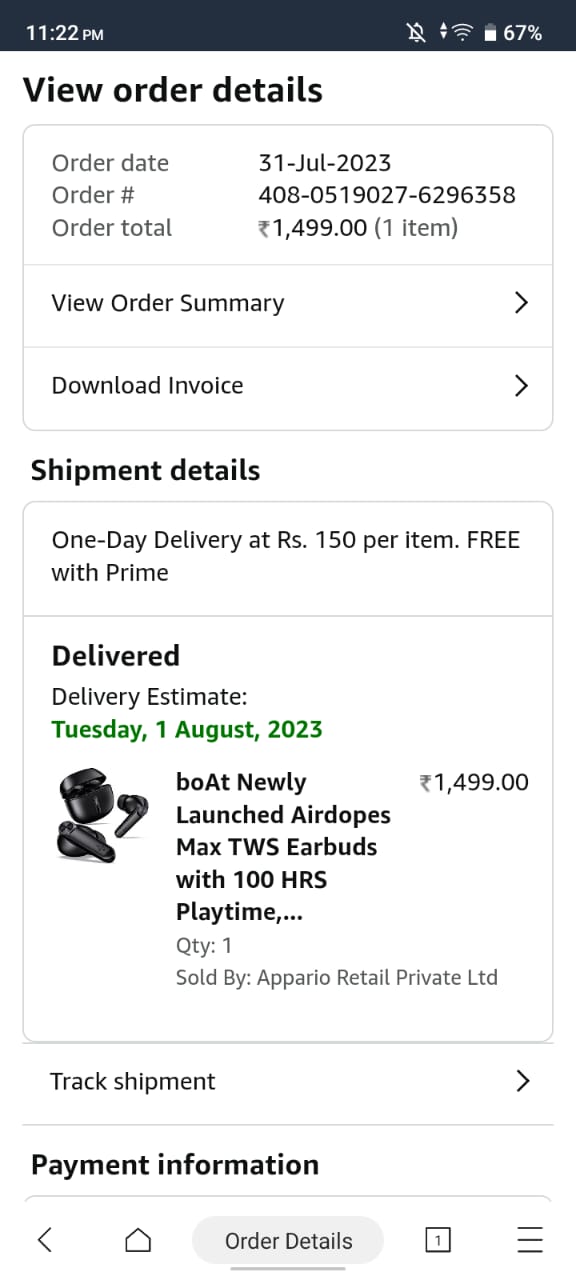 11:22 PM 67%
View order details
Order date 31-Jul-2023
Order # 408-0519027-6296358
Order total ₹1,499.00 (1 item)
View Order Summary
Download Invoice
Shipment details
One-Day Delivery at Rs. 150 per item. FREE
with Prime
Delivered
Delivery Estimate:
Tuesday, 1 August, 2023
boAt Newly ₹1,499.00
Launched Airdopes
Max TWS Earbuds
with 100 HRS
Playtime,...
Qty: 1
Sold By: Appario Retail Private Ltd
Track shipment
Payment information
Order Details 1